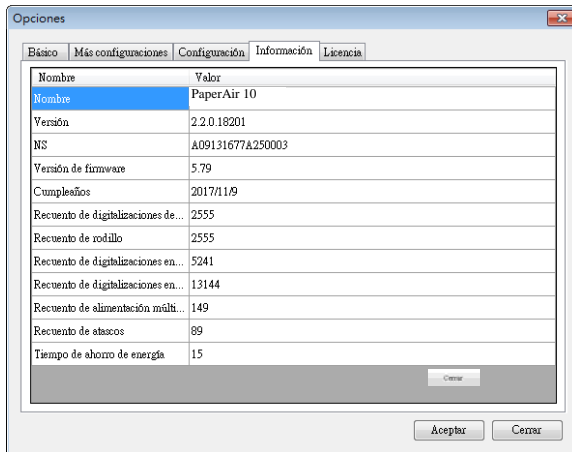 Opciones
Básico Más configuraciones Configuración Información Licencia
Nombre Valor
Nombre PaperAir 10
Versión 2.2.0.18201
NS A09131677A250003
Versión de firmware 5.79
Cumpleaños 2017/11/9
Recuento de digitalizaciones de... 2555
Recuento de rodillo 2555
Recuento de digitalizaciones en... 5241
Recuento de digitalizaciones en... 13144
Recuento de alimentación múlti... 149
Recuento de atascos 89
Tiempo de ahorro de energía 15
Cerrar
Aceptar Cerrar